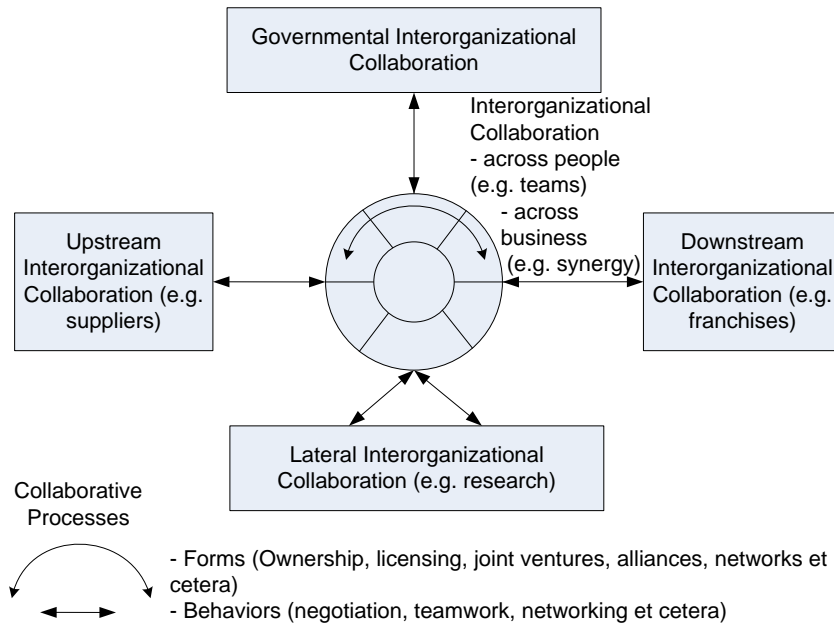 Governmental Interorganizational
Collaboration
Interorganizational
Collaboration
- across people
(e.g. teams)
- across
business
(e.g. synergy)
Upstream
Interorganizational
Collaboration (e.g.
suppliers)
Downstream
Interorganizational
Collaboration (e.g.
franchises)
Lateral Interorganizational
Collaboration (e.g. research)
Collaborative
Processes
- Forms (Ownership, licensing, joint ventures, alliances, networks et
cetera)
- Behaviors (negotiation, teamwork, networking et cetera)